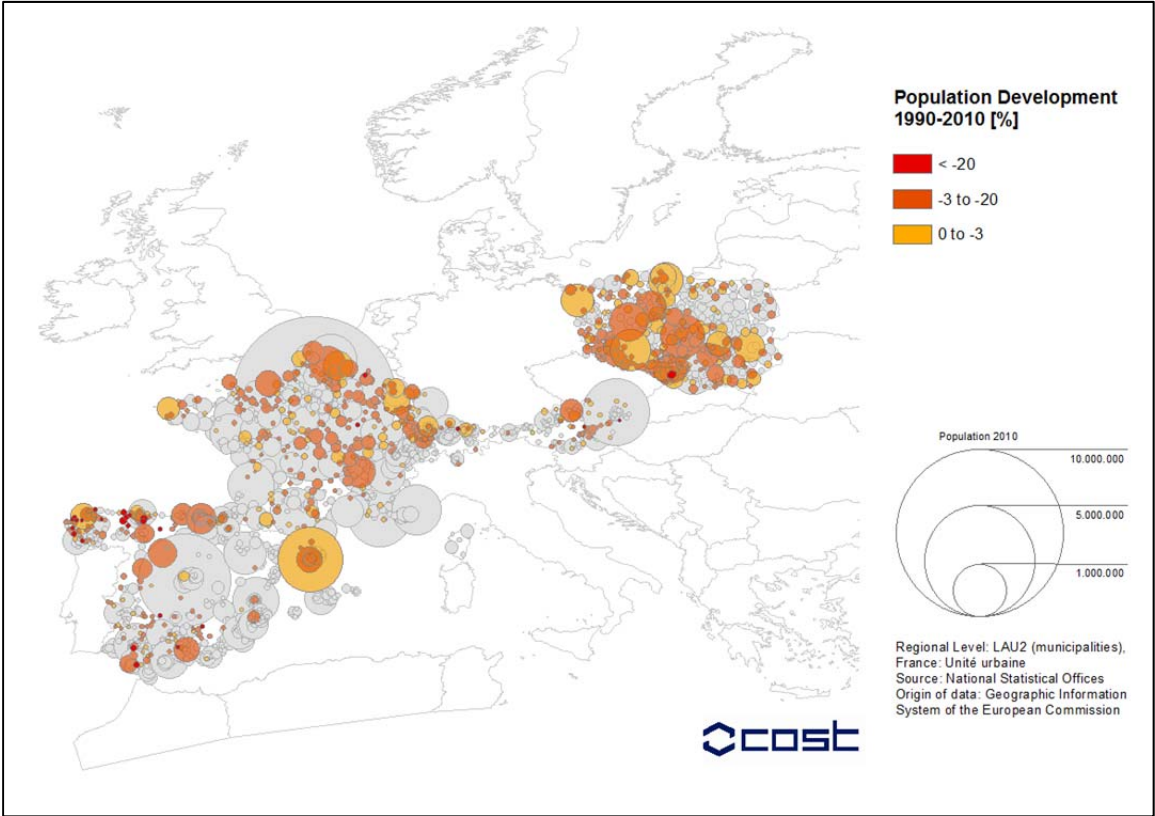 Population Development
1990-2010 [%]
< -20
-3 to -20
0 to -3
Population 2010
10.000.000
5.000.000
1.000.000
Regional Level: LAU2 (municipalities),
France: Unité urbaine
Source: National Statistical Offices
Origin of data: Geographic Information
System of the European Commission
cost